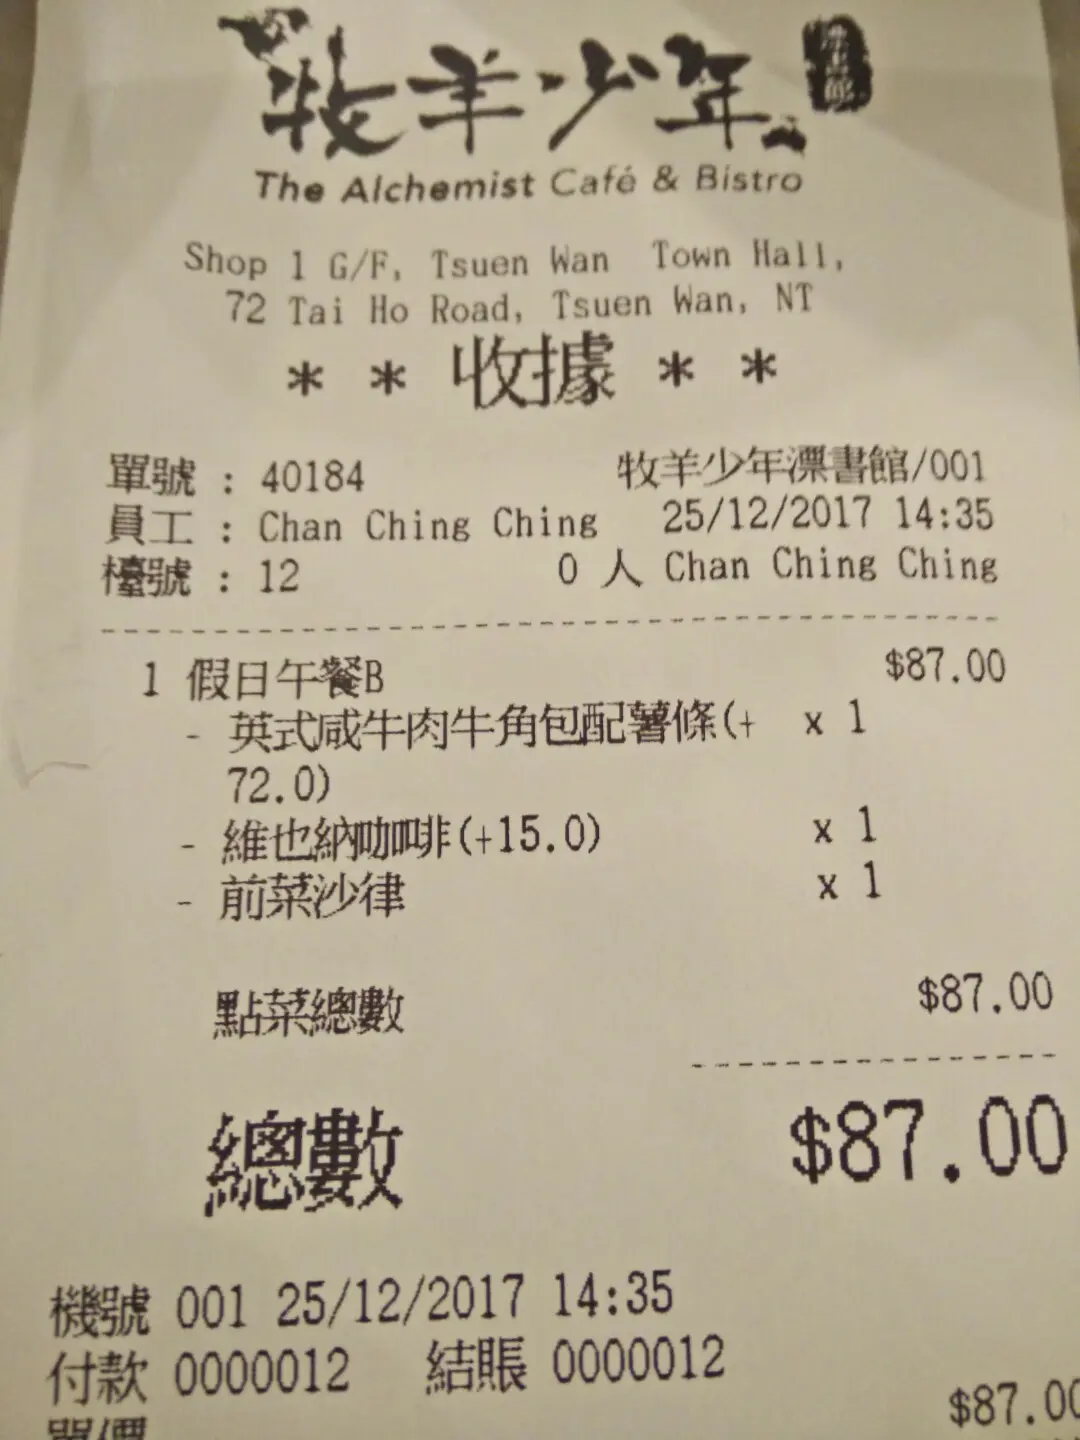 牧羊少年
The Alchemist Café & Bistro
Shop 1 G/F, Tsuen Wan Town Hall,
72 Tai Ho Road, Tsuen Wan, NT
* * 收據 * *
單號 : 40184 牧羊少年漂書館/001
員工 : Chan Ching Ching 25/12/2017 14:35
檯號 : 12 0 人 Chan Ching Ching
1 假日午餐B $87.00
- 英式咸牛肉牛角包配薯條(+ x 1
72.0)
- 維也納咖啡(+15.0) x 1
- 前菜沙律 x 1
點菜總數 $87.00
總數 $87.00
機號 001 25/12/2017 14:35
付款 0000012 結賬 0000012
$87.00